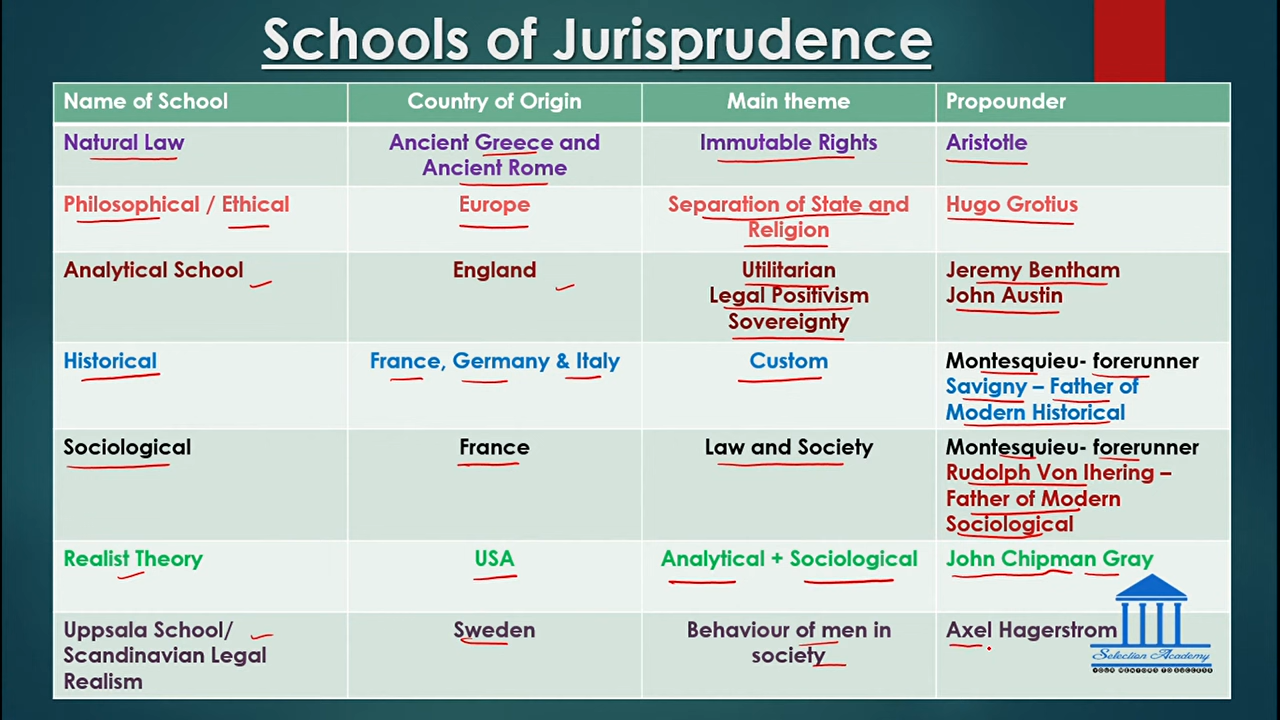 Schools of Jurisprudence
Name of School
Country of Origin
Main theme
Propounder
Natural Law
Ancient Greece and
Ancient Rome
Immutable Rights
Aristotle
Philosophical / Ethical
Europe
Separation of State and
Religion
Hugo Grotius
Analytical School
England
Utilitarian
Legal Positivism
Sovereignty
Jeremy Bentham
John Austin
Historical
France, Germany & Italy
Custom
Montesquieu- forerunner
Savigny – Father of
Modern Historical
Sociological
France
Law and Society
Montesquieu- forerunner
Rudolph Von Ihering –
Father of Modern
Sociological
Realist Theory
USA
Analytical + Sociological
John Chipman Gray
Uppsala School/
Scandinavian Legal
Realism
Sweden
Behaviour of men in
society
Axel Hagerstrom
Selection Academy
YOUR MENTORS TO SUCCESS